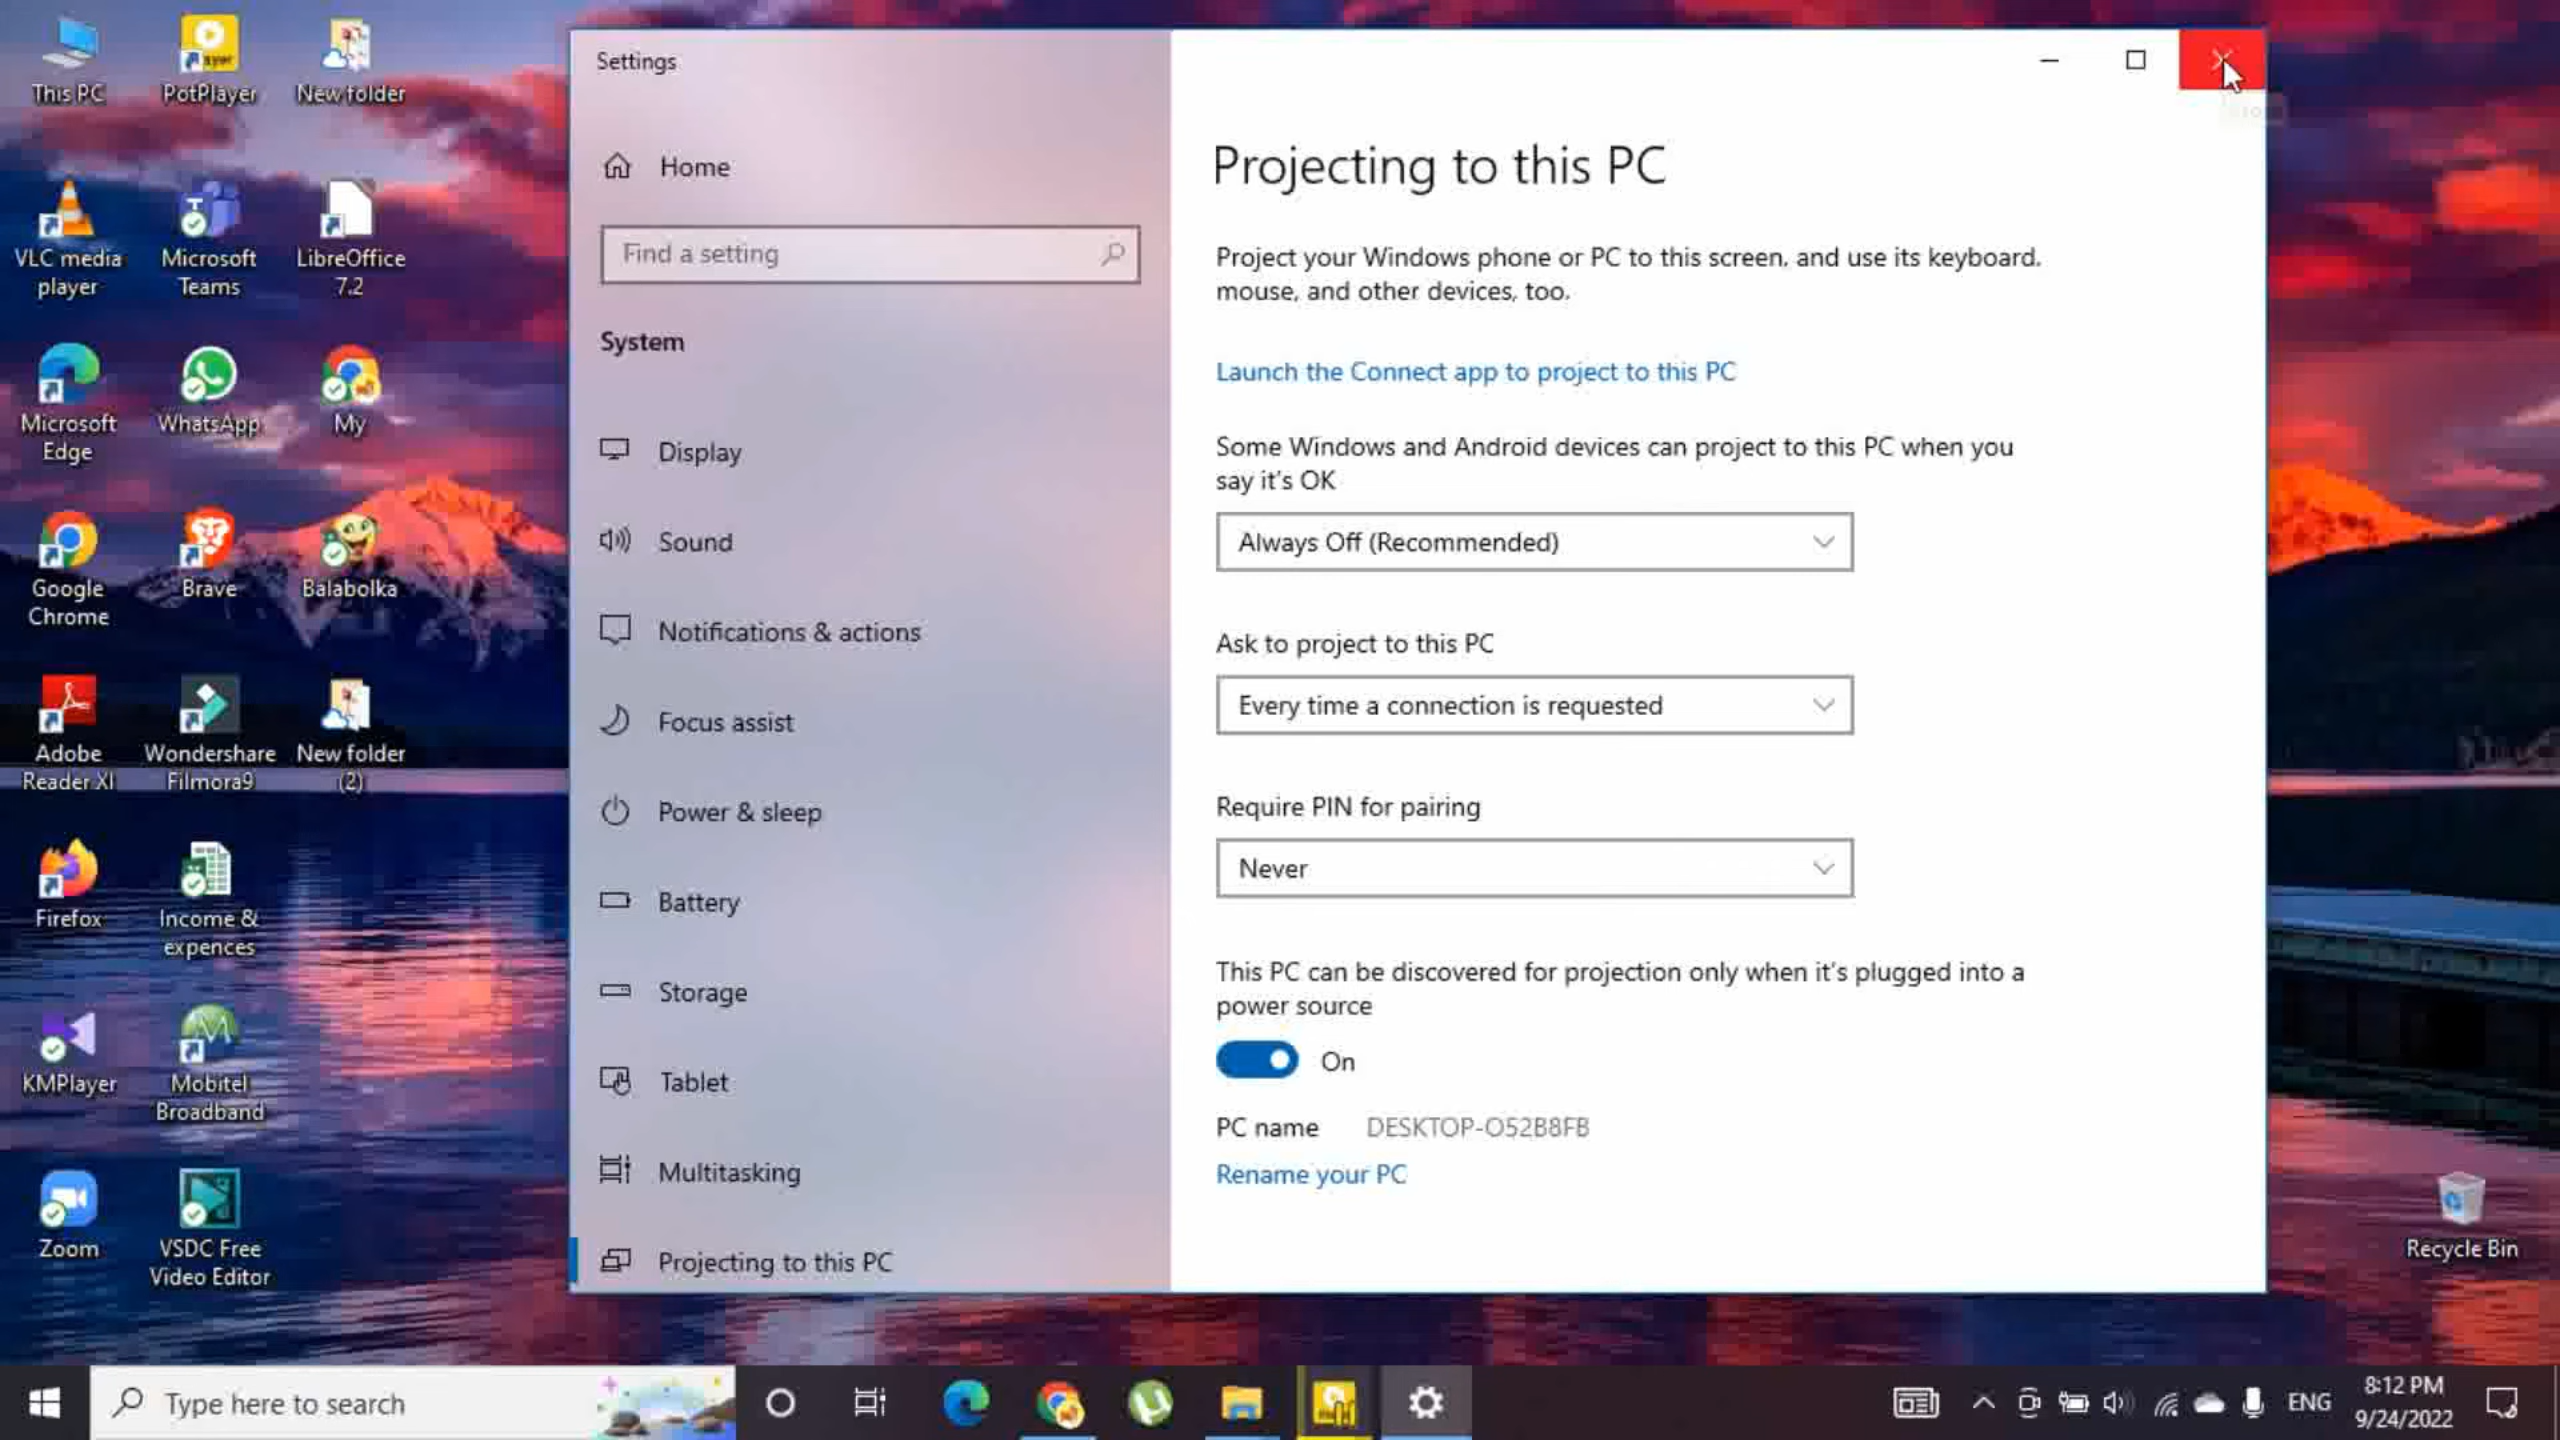 This PC
PotPlayer
New folder
VLC media
player
Microsoft
Teams
LibreOffice
7.2
Microsoft
Edge
WhatsApp
My
Google
Chrome
Brave
Balabolka
Adobe
Reader XI
Wondershare
Filmora9
New folder
(2)
Firefox
Income &
expences
KMPlayer
Mobitel
Broadband
Zoom
VSDC Free
Video Editor
Settings
Home
Find a setting
System
Display
Sound
Notifications & actions
Focus assist
Power & sleep
Battery
Storage
Tablet
Multitasking
Projecting to this PC
Projecting to this PC
Project your Windows phone or PC to this screen, and use its keyboard.
mouse, and other devices, too.
Launch the Connect app to project to this PC
Some Windows and Android devices can project to this PC when you
say it's OK
Always Off (Recommended)
Ask to project to this PC
Every time a connection is requested
Require PIN for pairing
Never
This PC can be discovered for projection only when it's plugged into a
power source
On
PC name DESKTOP-O52B8FB
Rename your PC
Recycle Bin
Type here to search
ENG
8:12 PM
9/24/2022